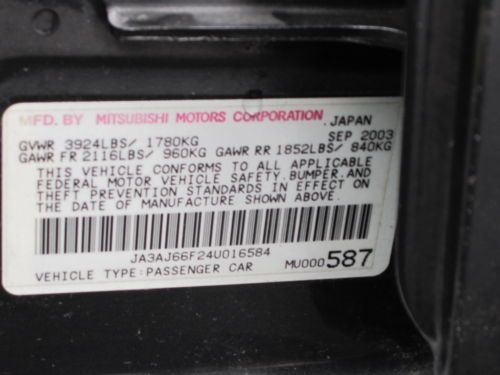 MFD. BY MITSUBISHI MOTORS CORPORATION, JAPAN
GVWR 3924LBS/ 1780KG SEP 2003
GAWR FR 2116LBS/ 960KG GAWR RR 1852LBS/ 840KG
THIS VEHICLE CONFORMS TO ALL APPLICABLE
FEDERAL MOTOR VEHICLE SAFETY, BUMPER, AND
THEFT PREVENTION STANDARDS IN EFFECT ON
THE DATE OF MANUFACTURE SHOWN ABOVE.
JA3AJ66F24U016584
VEHICLE TYPE:PASSENGER CAR MU000587